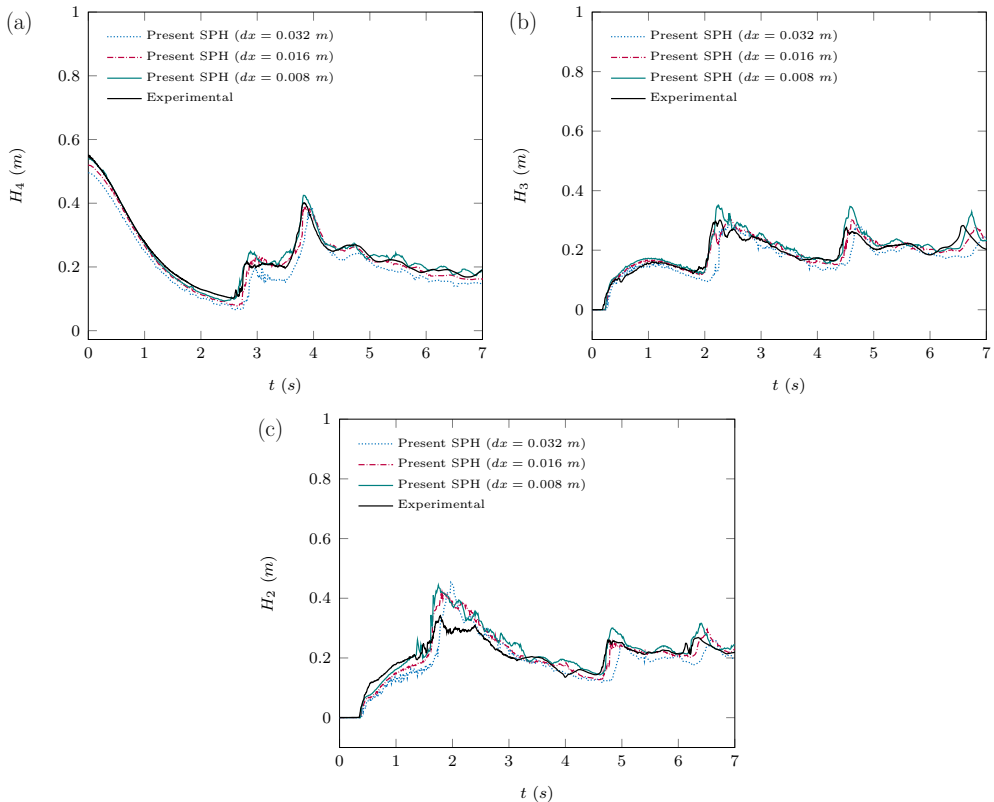 (a)
Present SPH (dx = 0.032 m)
Present SPH (dx = 0.016 m)
Present SPH (dx = 0.008 m)
Experimental
1
0.8
0.6
0.4
0.2
0
H4 (m)
0 1 2 3 4 5 6 7
t (s)
(b)
Present SPH (dx = 0.032 m)
Present SPH (dx = 0.016 m)
Present SPH (dx = 0.008 m)
Experimental
1
0.8
0.6
0.4
0.2
0
H3 (m)
0 1 2 3 4 5 6 7
t (s)
(c)
Present SPH (dx = 0.032 m)
Present SPH (dx = 0.016 m)
Present SPH (dx = 0.008 m)
Experimental
1
0.8
0.6
0.4
0.2
0
H2 (m)
0 1 2 3 4 5 6 7
t (s)